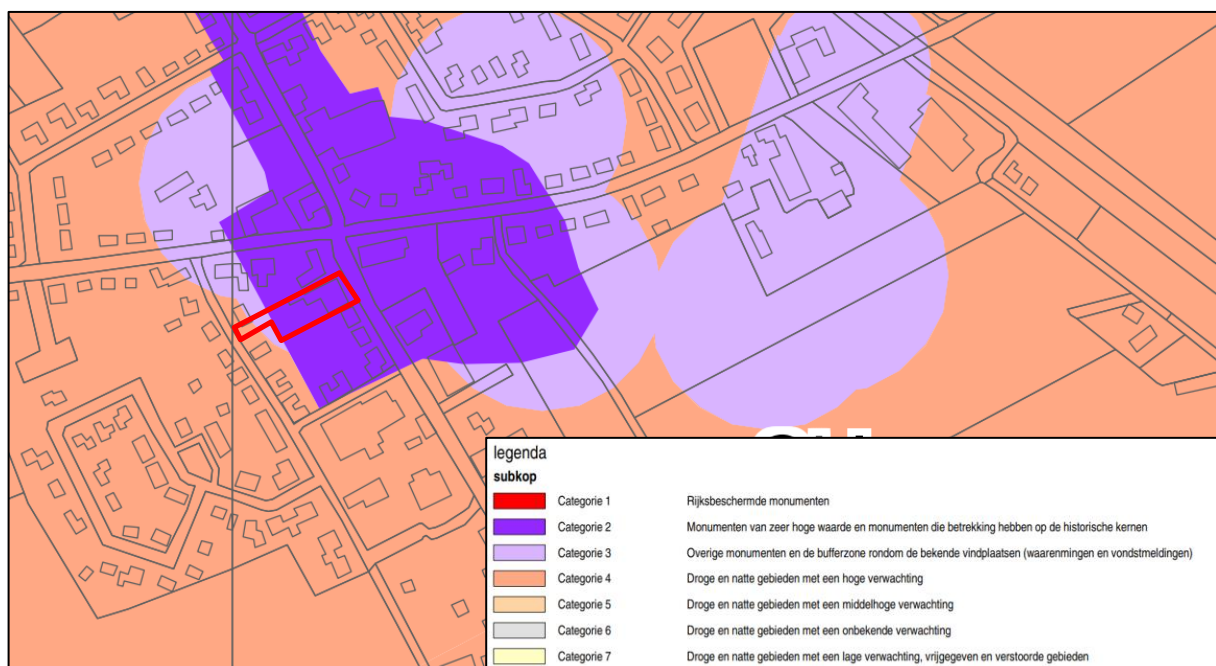 legenda
subkop
Categorie 1 Rijksbeschermde monumenten
Categorie 2 Monumenten van zeer hoge waarde en monumenten die betrekking hebben op de historische kernen
Categorie 3 Overige monumenten en de bufferzone rondom de bekende vindplaatsen (waarenmingen en vondstmeldingen)
Categorie 4 Droge en natte gebieden met een hoge verwachting
Categorie 5 Droge en natte gebieden met een middelhoge verwachting
Categorie 6 Droge en natte gebieden met een onbekende verwachting
Categorie 7 Droge en natte gebieden met een lage verwachting, vrijgegeven en verstoorde gebieden